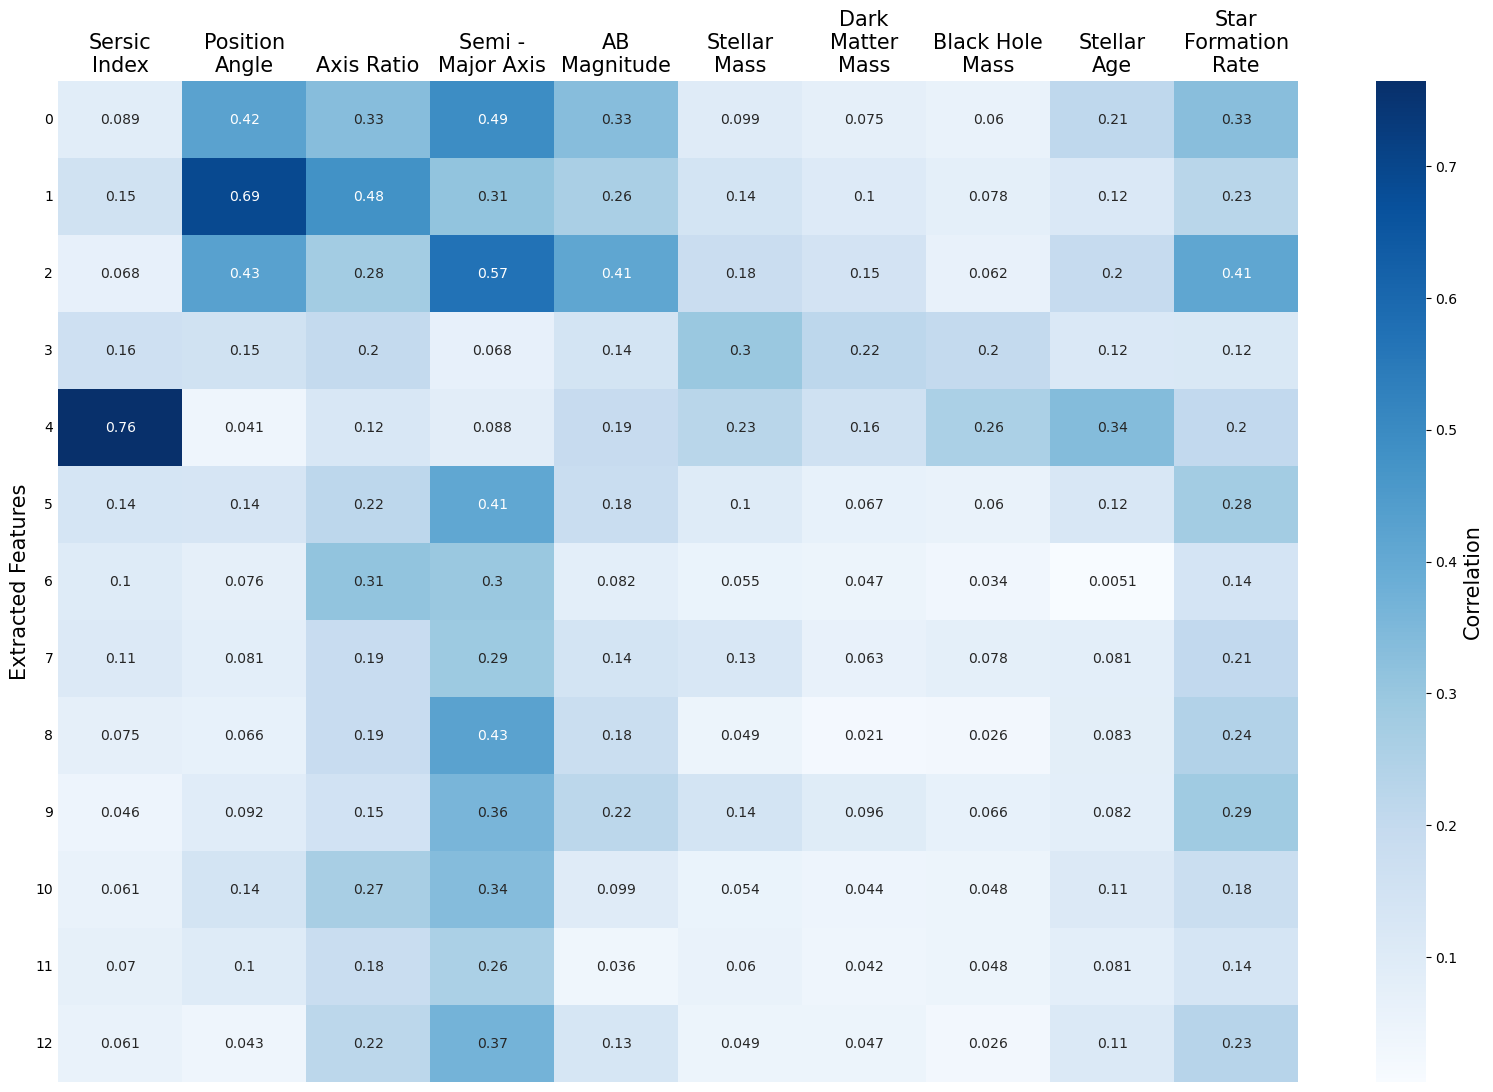 Sersic
Index
Position
Angle
Axis Ratio
Semi -
Major Axis
AB
Magnitude
Stellar
Mass
Dark
Matter
Mass
Black Hole
Mass
Stellar
Age
Star
Formation
Rate
0 0.089 0.42 0.33 0.49 0.33 0.099 0.075 0.06 0.21 0.33
1 0.15 0.69 0.48 0.31 0.26 0.14 0.1 0.078 0.12 0.23
2 0.068 0.43 0.28 0.57 0.41 0.18 0.15 0.062 0.2 0.41
3 0.16 0.15 0.2 0.068 0.14 0.3 0.22 0.2 0.12 0.12
4 0.76 0.041 0.12 0.088 0.19 0.23 0.16 0.26 0.34 0.2
5 0.14 0.14 0.22 0.41 0.18 0.1 0.067 0.06 0.12 0.28
6 0.1 0.076 0.31 0.3 0.082 0.055 0.047 0.034 0.0051 0.14
7 0.11 0.081 0.19 0.29 0.14 0.13 0.063 0.078 0.081 0.21
8 0.075 0.066 0.19 0.43 0.18 0.049 0.021 0.026 0.083 0.24
9 0.046 0.092 0.15 0.36 0.22 0.14 0.096 0.066 0.082 0.29
10 0.061 0.14 0.27 0.34 0.099 0.054 0.044 0.048 0.11 0.18
11 0.07 0.1 0.18 0.26 0.036 0.06 0.042 0.048 0.081 0.14
12 0.061 0.043 0.22 0.37 0.13 0.049 0.047 0.026 0.11 0.23
Extracted Features
0.7
0.6
0.5
0.4
0.3
0.2
0.1
Correlation